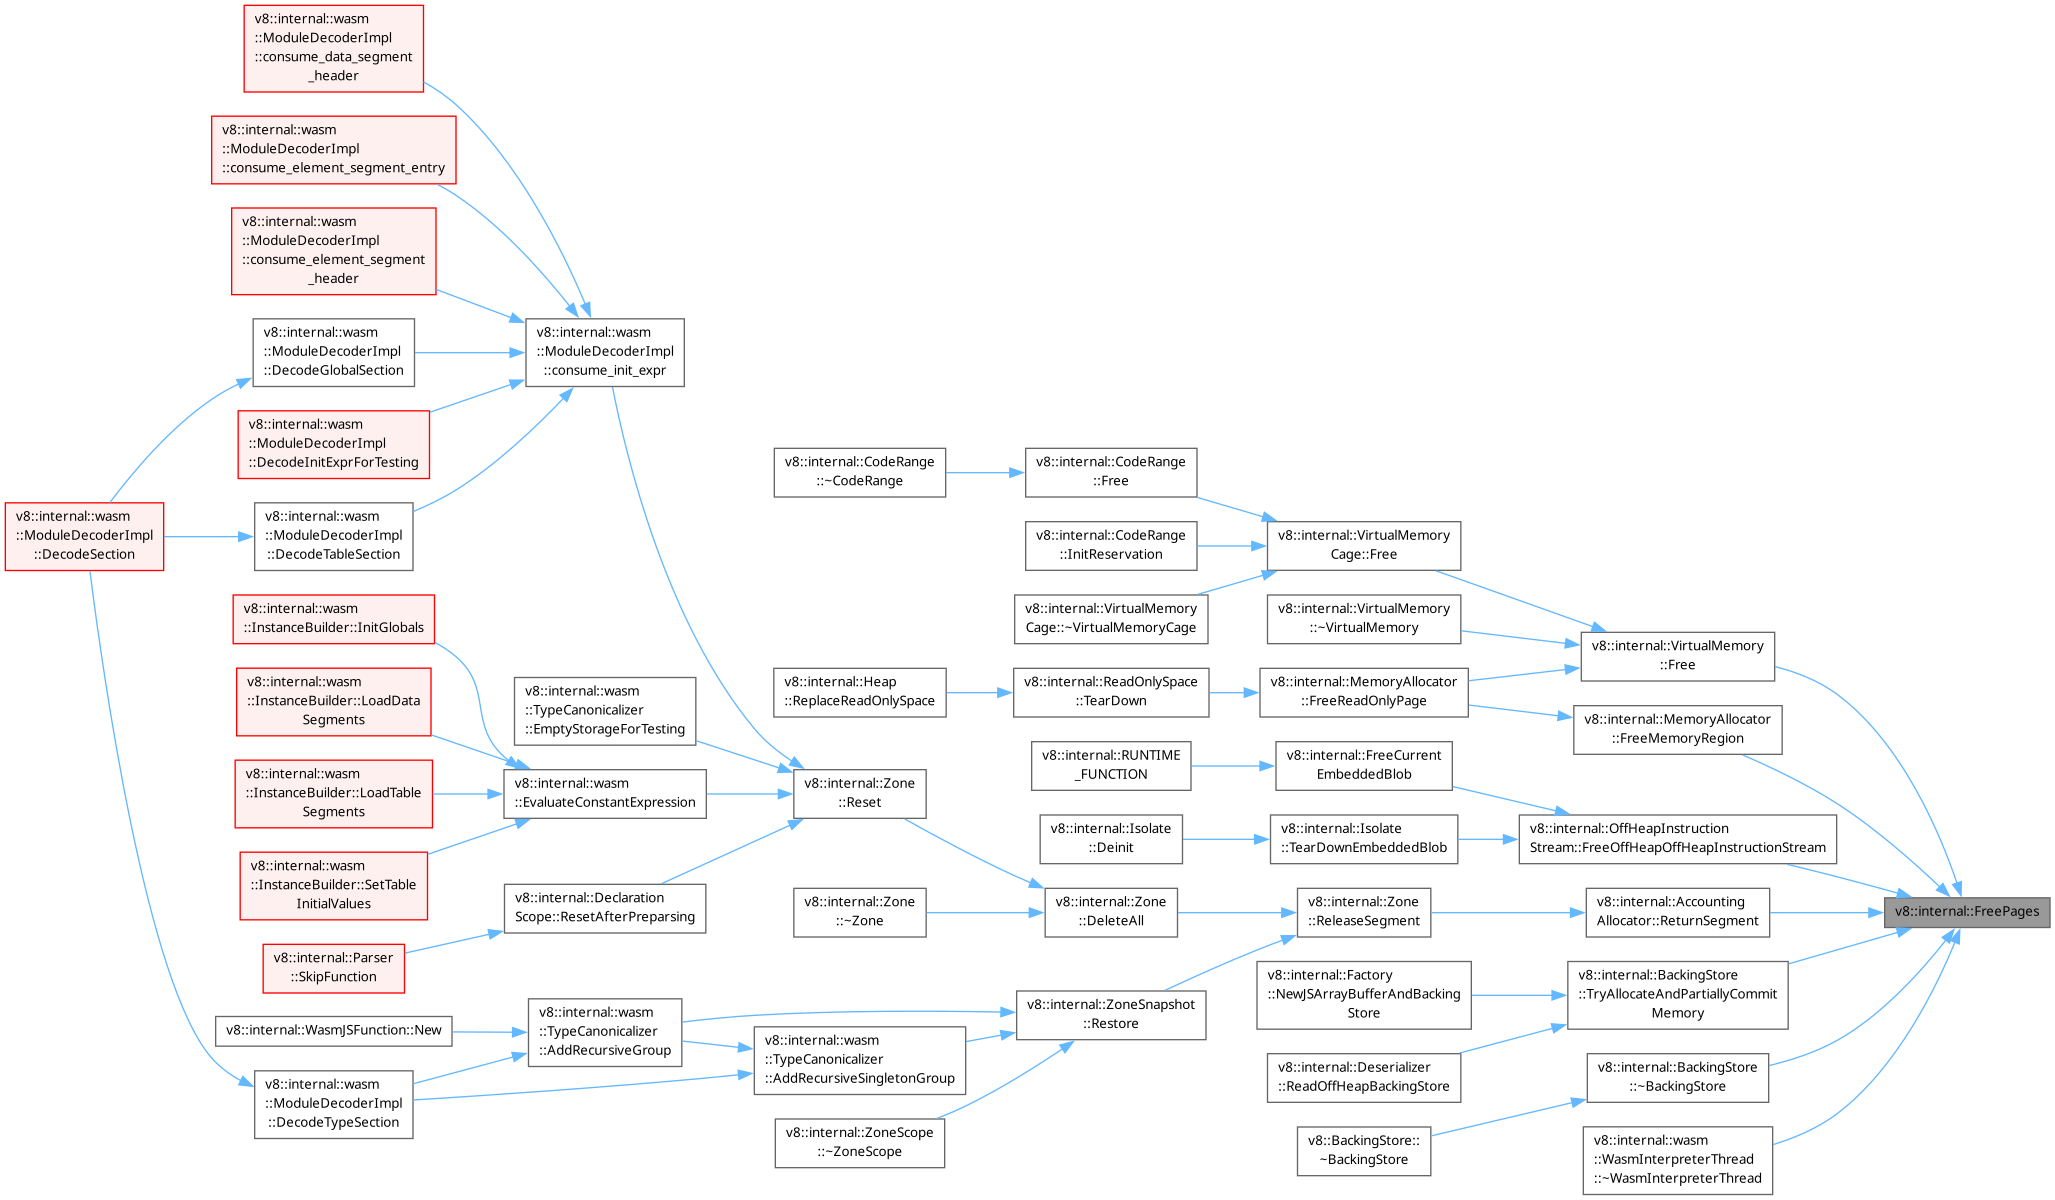 v8::internal::wasm
::ModuleDecoderImpl
::consume_data_segment
_header
v8::internal::wasm
::ModuleDecoderImpl
::consume_element_segment_entry
v8::internal::wasm
::ModuleDecoderImpl
::consume_element_segment
_header
v8::internal::wasm
::ModuleDecoderImpl
::DecodeGlobalSection
v8::internal::wasm
::ModuleDecoderImpl
::consume_init_expr
v8::internal::wasm
::ModuleDecoderImpl
::DecodeInitExprForTesting
v8::internal::wasm
::ModuleDecoderImpl
::DecodeSection
v8::internal::wasm
::ModuleDecoderImpl
::DecodeTableSection
v8::internal::CodeRange
::~CodeRange
v8::internal::CodeRange
::Free
v8::internal::CodeRange
::InitReservation
v8::internal::VirtualMemory
Cage::Free
v8::internal::VirtualMemory
Cage::~VirtualMemoryCage
v8::internal::VirtualMemory
::~VirtualMemory
v8::internal::VirtualMemory
::Free
v8::internal::wasm
::InstanceBuilder::InitGlobals
v8::internal::wasm
::InstanceBuilder::LoadData
Segments
v8::internal::wasm
::TypeCanonicalizer
::EmptyStorageForTesting
v8::internal::Heap
::ReplaceReadOnlySpace
v8::internal::ReadOnlySpace
::TearDown
v8::internal::MemoryAllocator
::FreeReadOnlyPage
v8::internal::MemoryAllocator
::FreeMemoryRegion
v8::internal::wasm
::InstanceBuilder::LoadTable
Segments
v8::internal::wasm
::EvaluateConstantExpression
v8::internal::Zone
::Reset
v8::internal::RUNTIME
_FUNCTION
v8::internal::FreeCurrent
EmbeddedBlob
v8::internal::Isolate
::Deinit
v8::internal::Isolate
::TearDownEmbeddedBlob
v8::internal::OffHeapInstruction
Stream::FreeOffHeapOffHeapInstructionStream
v8::internal::wasm
::InstanceBuilder::SetTable
InitialValues
v8::internal::Declaration
Scope::ResetAfterPreparsing
v8::internal::Zone
::~Zone
v8::internal::Zone
::DeleteAll
v8::internal::Zone
::ReleaseSegment
v8::internal::Accounting
Allocator::ReturnSegment
v8::internal::FreePages
v8::internal::Parser
::SkipFunction
v8::internal::Factory
::NewJSArrayBufferAndBacking
Store
v8::internal::BackingStore
::TryAllocateAndPartiallyCommit
Memory
v8::internal::WasmJSFunction::New
v8::internal::wasm
::TypeCanonicalizer
::AddRecursiveGroup
v8::internal::wasm
::TypeCanonicalizer
::AddRecursiveSingletonGroup
v8::internal::ZoneSnapshot
::Restore
v8::internal::Deserializer
::ReadOffHeapBackingStore
v8::internal::BackingStore
::~BackingStore
v8::internal::wasm
::ModuleDecoderImpl
::DecodeTypeSection
v8::internal::ZoneScope
::~ZoneScope
v8::BackingStore::
~BackingStore
v8::internal::wasm
::WasmInterpreterThread
::~WasmInterpreterThread